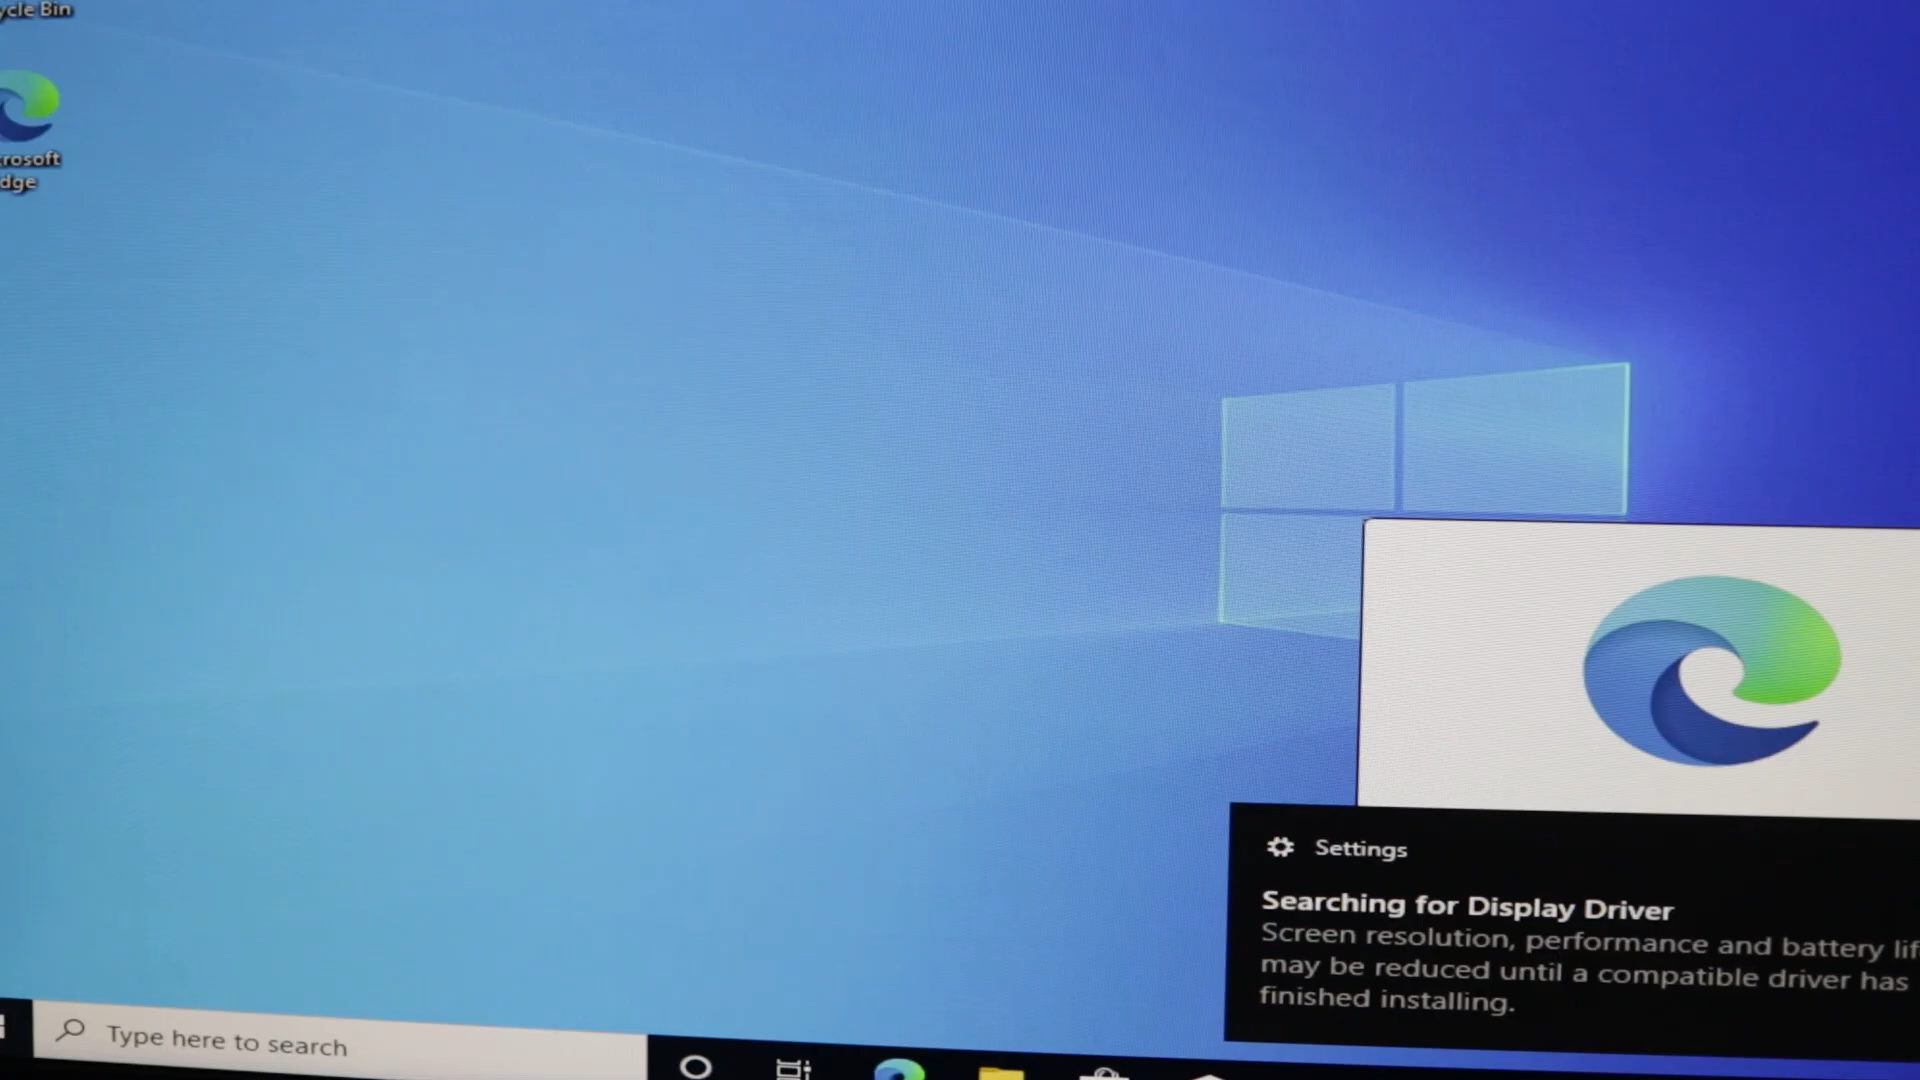 ycle Bin
crosoft
dge
Settings
Searching for Display Driver
Screen resolution, performance and battery lif
may be reduced until a compatible driver has
finished installing.
Type here to search